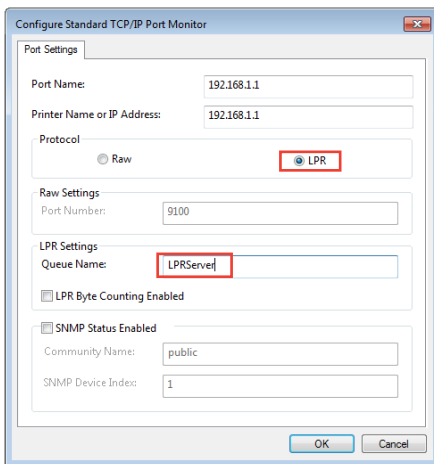 Configure Standard TCP/IP Port Monitor
Port Settings
Port Name: 192.168.1.1
Printer Name or IP Address: 192.168.1.1
Protocol
Raw LPR
Raw Settings
Port Number: 9100
LPR Settings
Queue Name: LPRServer
LPR Byte Counting Enabled
SNMP Status Enabled
Community Name: public
SNMP Device Index: 1
OK Cancel